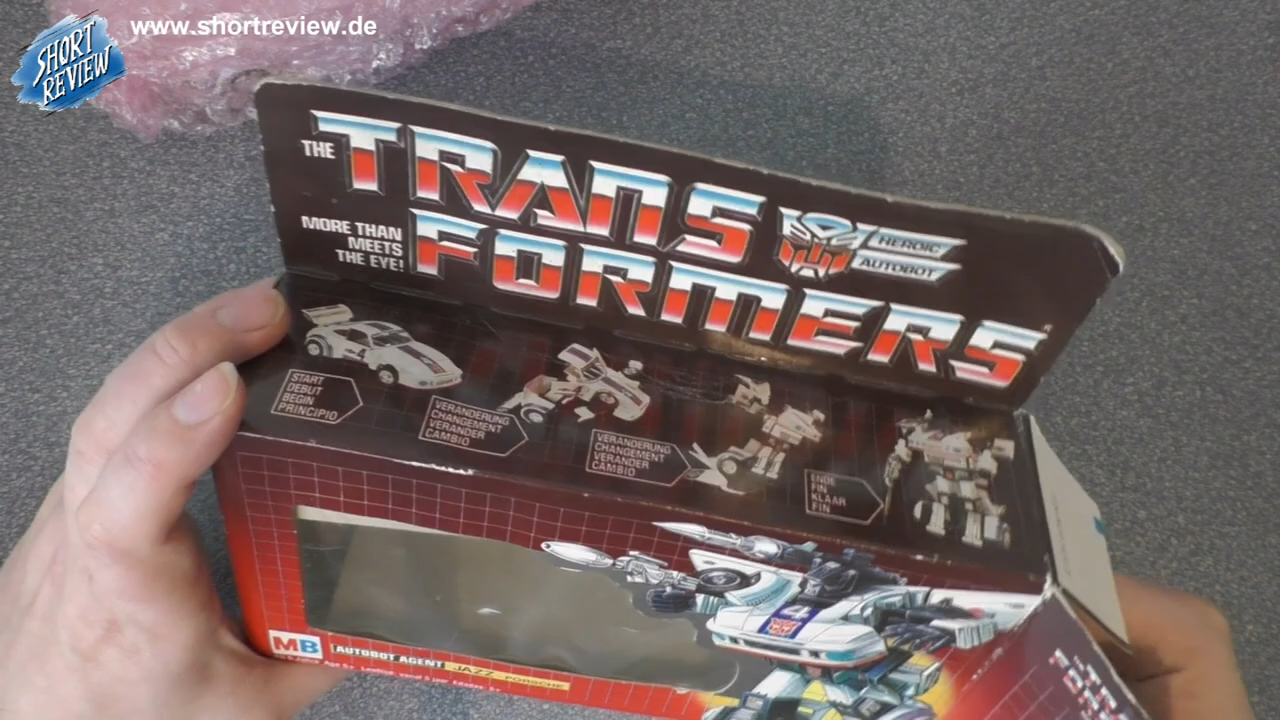 www.shortreview.de
SHORT
REVIEW
THE
TRANS
FORMERS
MORE THAN
MEETS
THE EYE!
HEROIC
AUTOBOT
START
DEBUT
BEGIN
PRINCIPIO
VERANDERUNG
CHANGEMENT
VERANDER
CAMBIO
VERANDERUNG
CHANGEMENT
VERANDER
CAMBIO
ENDE
FIN
KLAAR
FIN
4
MB
AUTOBOT AGENT JAZZ PORSCHE